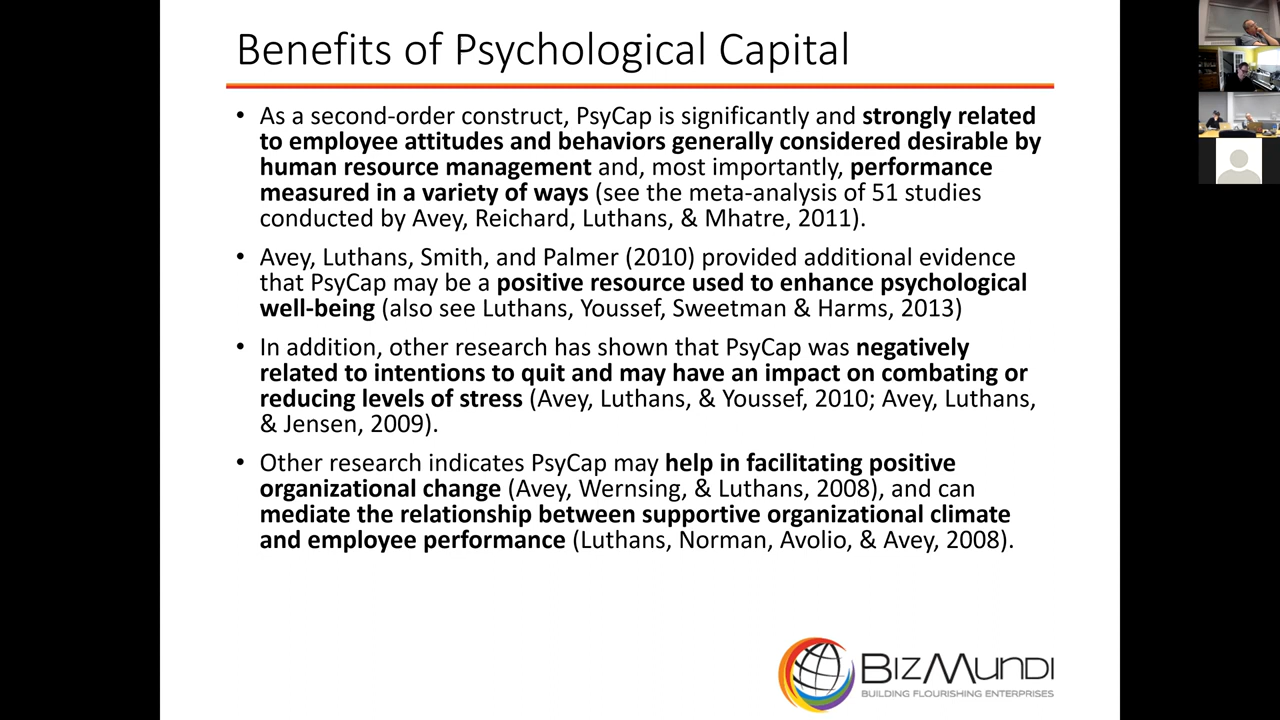 Benefits of Psychological Capital
• As a second-order construct, PsyCap is significantly and strongly related
to employee attitudes and behaviors generally considered desirable by
human resource management and, most importantly, performance
measured in a variety of ways (see the meta-analysis of 51 studies
conducted by Avey, Reichard, Luthans, & Mhatre, 2011).
• Avey, Luthans, Smith, and Palmer (2010) provided additional evidence
that PsyCap may be a positive resource used to enhance psychological
well-being (also see Luthans, Youssef, Sweetman & Harms, 2013)
• In addition, other research has shown that PsyCap was negatively
related to intentions to quit and may have an impact on combating or
reducing levels of stress (Avey, Luthans, & Youssef, 2010; Avey, Luthans,
& Jensen, 2009).
• Other research indicates PsyCap may help in facilitating positive
organizational change (Avey, Wernsing, & Luthans, 2008), and can
mediate the relationship between supportive organizational climate
and employee performance (Luthans, Norman, Avolio, & Avey, 2008).
BIZMUNDI
BUILDING FLOURISHING ENTERPRISES